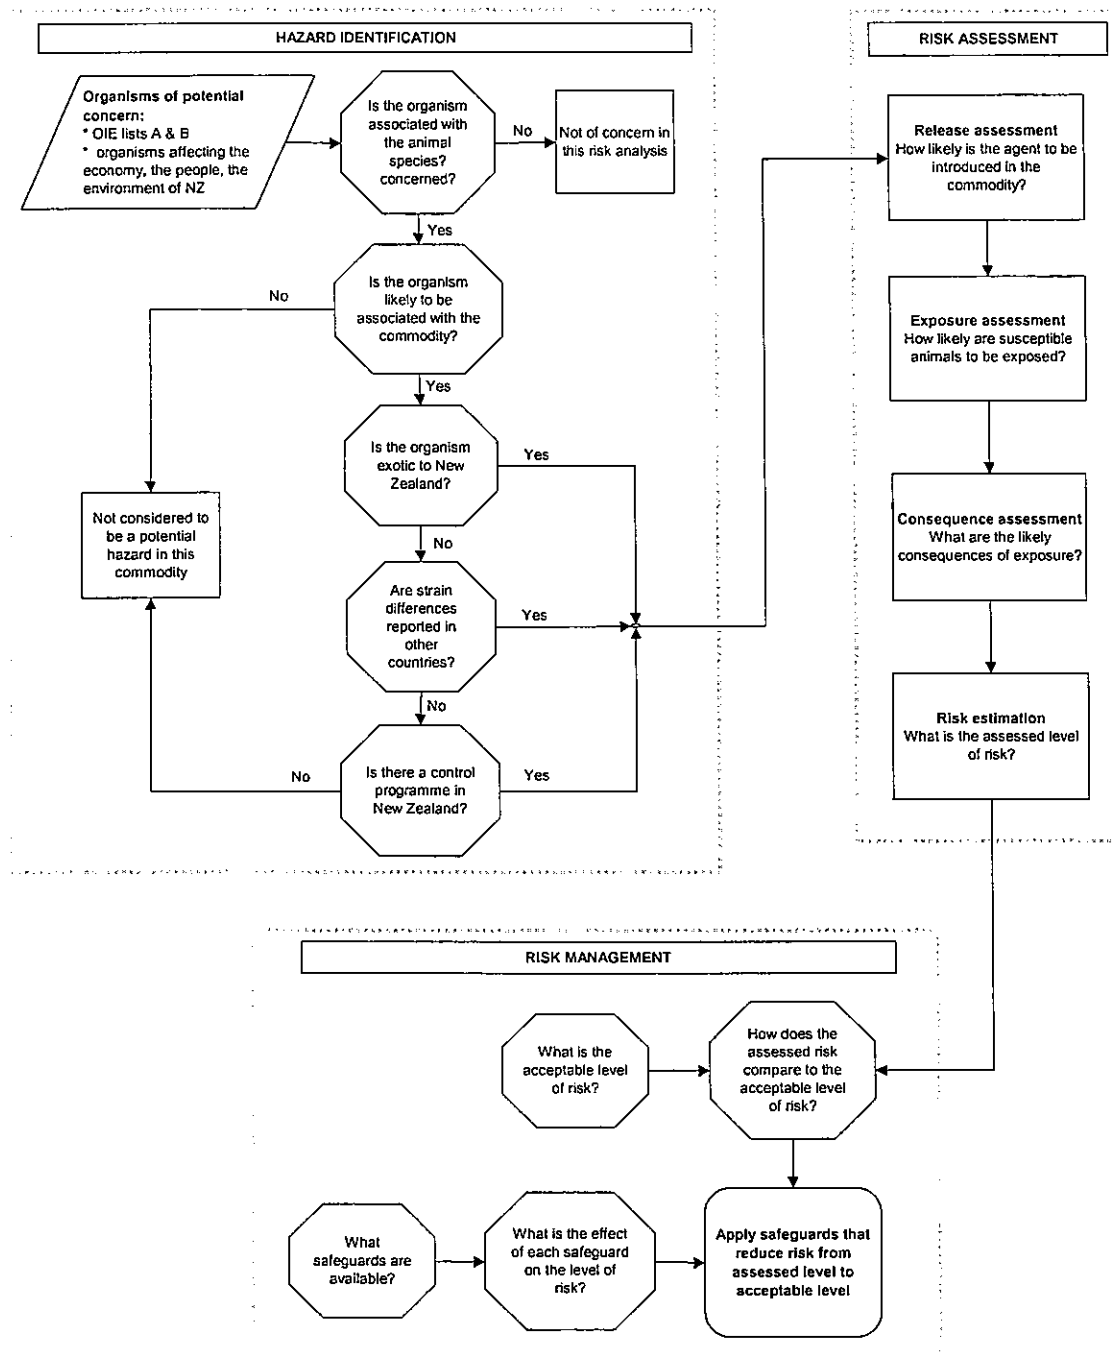 HAZARD IDENTIFICATION
Organisms of potential
concern:
* OIE lists A & B
* organisms affecting the
economy, the people, the
environment of NZ
Is the organism
associated with
the animal
species?
concerned?
No
Not of concern in
this risk analysis
Yes
Is the organism
likely to be
associated with the
commodity?
No
Yes
Is the organism
exotic to New
Zealand?
Yes
Not considered to
be a potential
hazard in this
commodity
No
Are strain
differences
reported in
other
countries?
Yes
No
Is there a control
programme in
New Zealand?
No
Yes
RISK ASSESSMENT
Release assessment
How likely is the agent to be
introduced in the
commodity?
Exposure assessment
How likely are susceptible
animals to be exposed?
Consequence assessment
What are the likely
consequences of exposure?
Risk estimation
What is the assessed level
of risk?
RISK MANAGEMENT
What is the
acceptable level
of risk?
How does the
assessed risk
compare to the
acceptable level
of risk?
What
safeguards are
available?
What is the effect
of each safeguard
on the level of
risk?
Apply safeguards that
reduce risk from
assessed level to
acceptable level